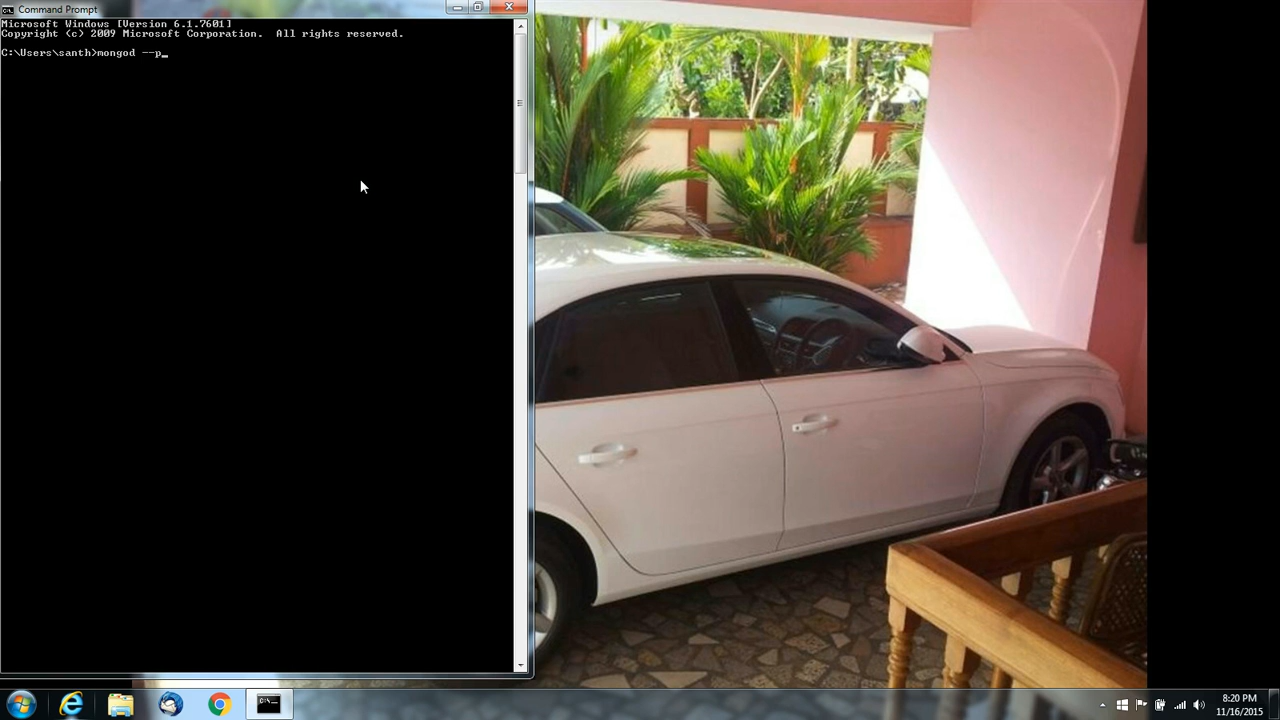 Command Prompt
Microsoft Windows [Version 6.1.7601]
Copyright (c) 2009 Microsoft Corporation.  All rights reserved.
C:\Users\santh>mongod --p_
C:\_
8:20 PM
11/16/2015